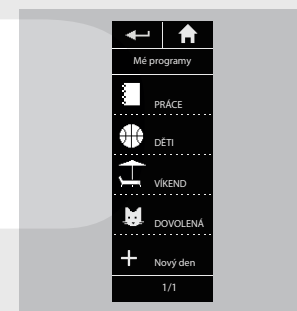 Mé programy
PRÁCE
DĚTI
VÍKEND
DOVOLENÁ
Nový den
1/1